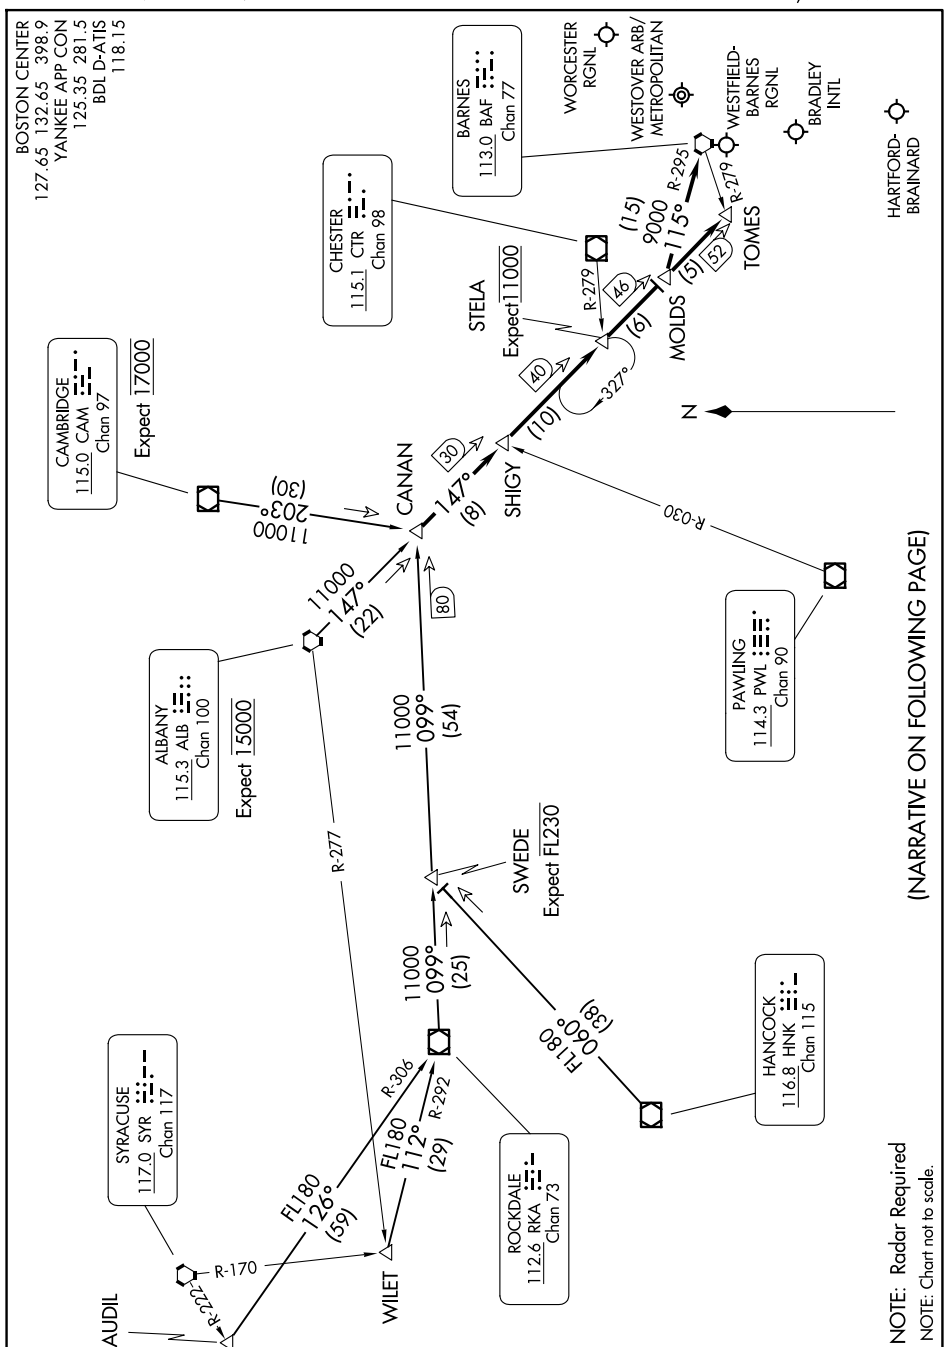 BOSTON CENTER
127.65 132.65 398.9
YANKEE APP CON
125.35 281.5
BDL D-ATIS
118.15
CAMBRIDGE
115.0 CAM
Chan 97
Expect 17000
CHESTER
115.1 CTR
Chan 98
BARNES
113.0 BAF
Chan 77
WORCESTER
RGNL
WESTOVER ARB/
METROPOLITAN
WESTFIELD-
BARNES
RGNL
BRADLEY
INTL
HARTFORD-
BRAINARD
ALBANY
115.3 ALB
Chan 100
Expect 15000
SYRACUSE
117.0 SYR
Chan 117
AUDIL
R-222
R-170
WILET
R-277
FL180
126°
(59)
R-306
FL180
112°
(29)
R-292
ROCKDALE
112.6 RKA
Chan 73
11000
099°
(25)
SWEDE
Expect FL230
FL180
060°
(38)
HANCOCK
116.8 HNK
Chan 115
11000
099°
(54)
80
11000
147°
(22)
11000
203°
(30)
CANAN
147°
(8)
30
SHIGY
R-030
PAWLING
114.3 PWL
Chan 90
(10)
40
STELA
Expect 11000
R-279
327°
(6)
46
MOLDS
(15)
9000
115°
R-295
(5)
52
R-279
TOMES
N
(NARRATIVE ON FOLLOWING PAGE)
NOTE: Radar Required
NOTE: Chart not to scale.